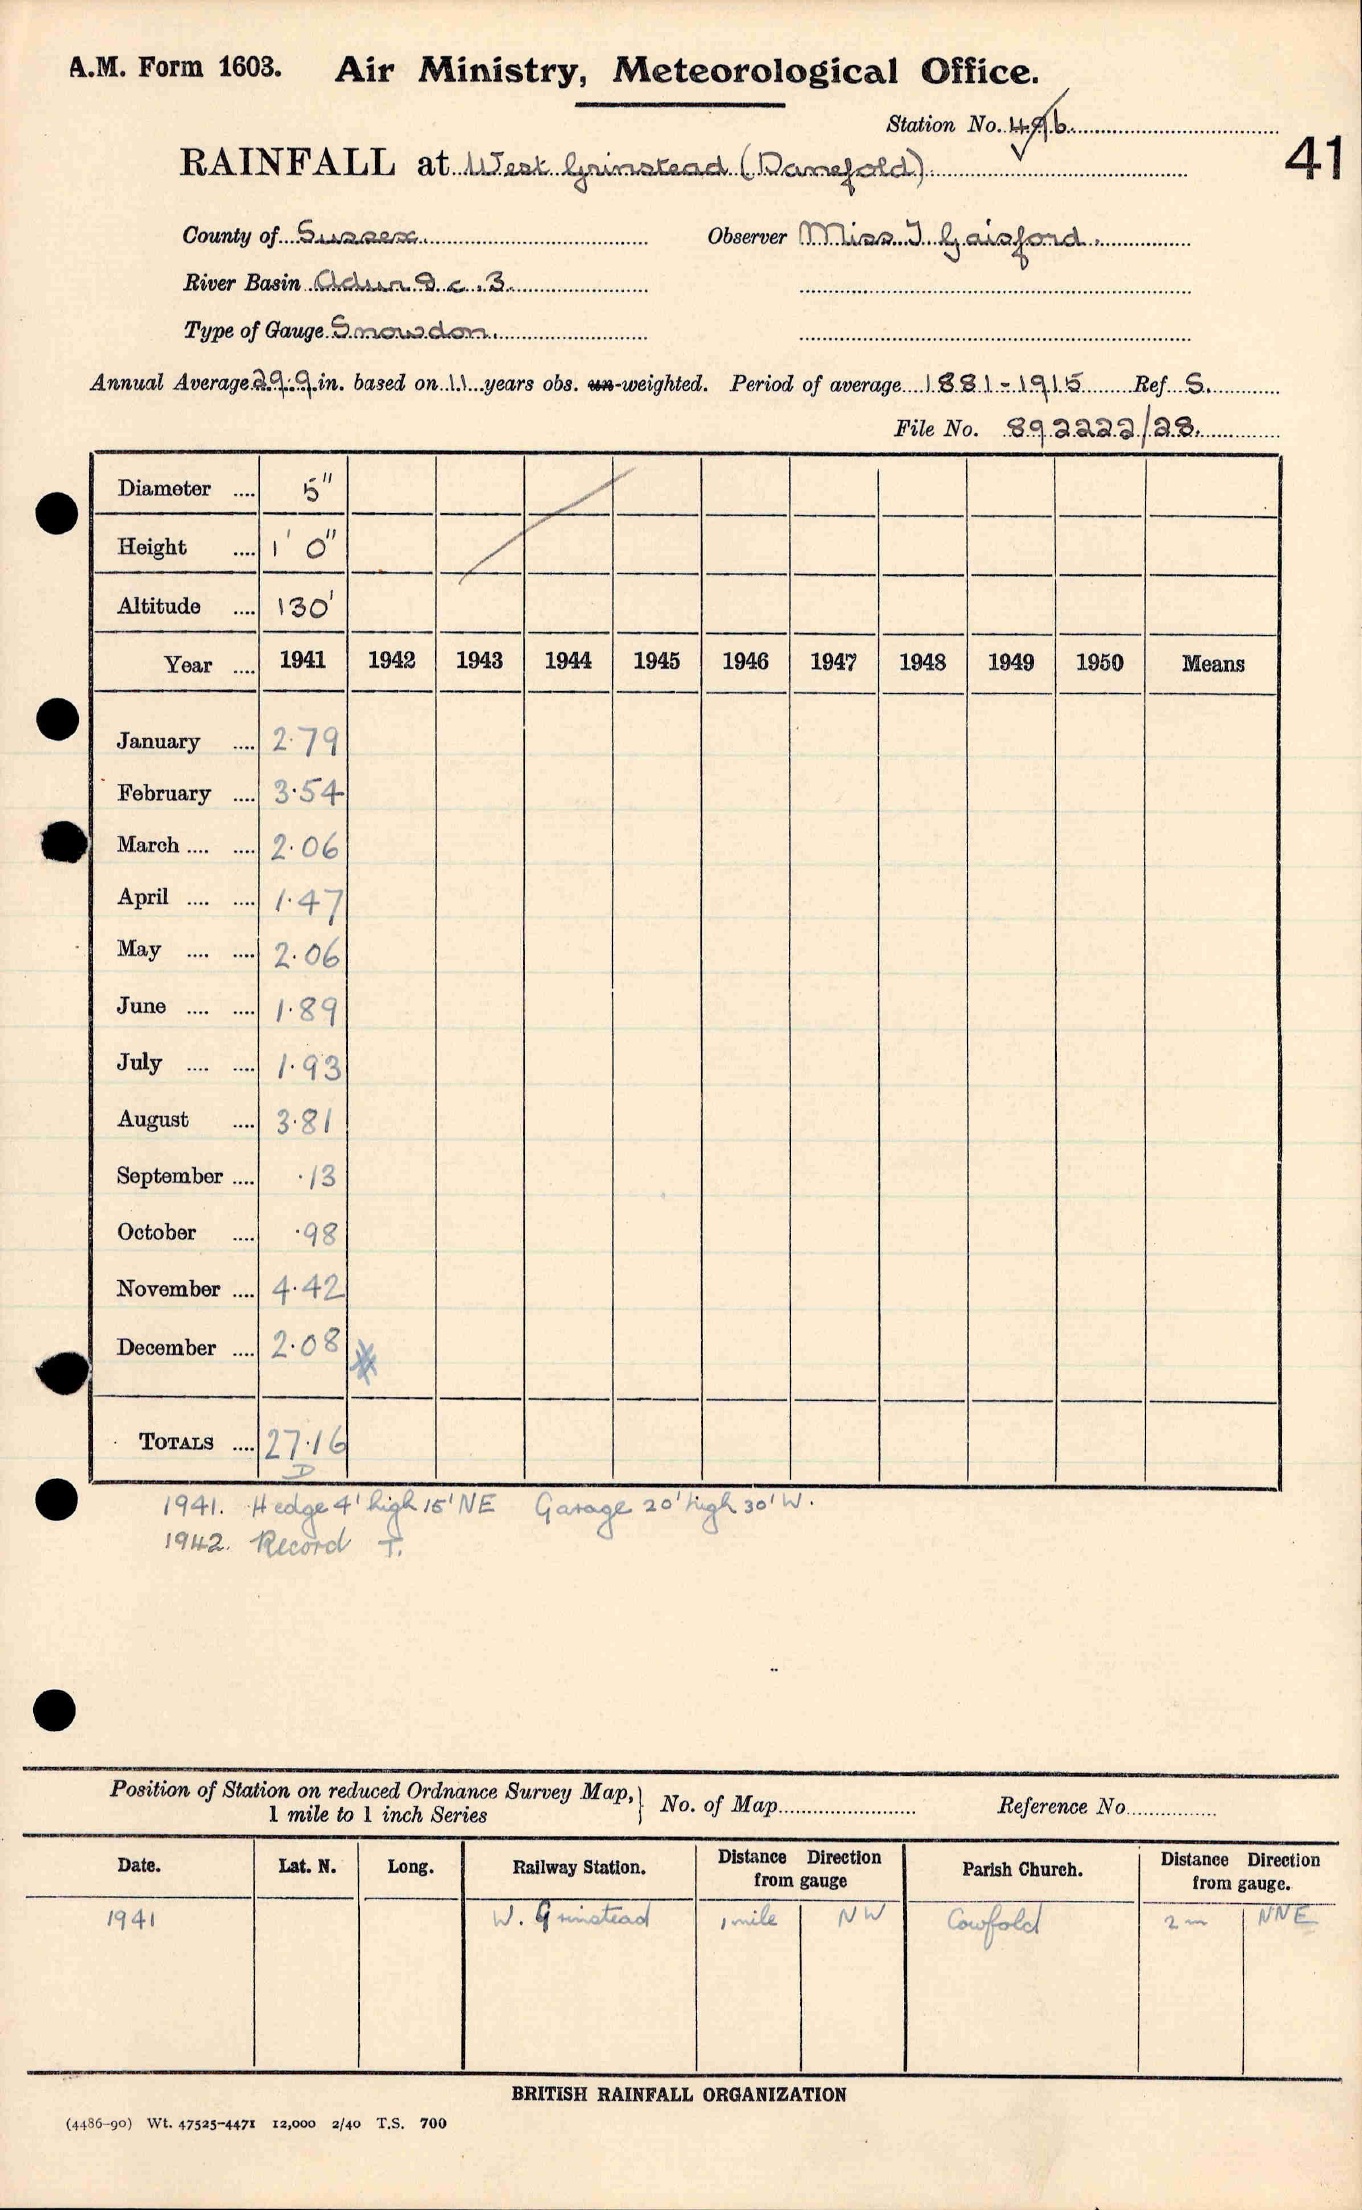 A.M. Form 1603. Air Ministry, Meteorological Office.
Station No. 496.
41
RAINFALL at West Grinstead (Danefold)
County of Sussex. Observer Miss I Gaisford.
River Basin Adur & c. 3.
Type of Gauge Snowdon.
Annual Average 29.9 in. based on 11 years obs. un-weighted. Period of average 1881-1915 Ref S.
File No. 892222/28.
Diameter .... 5"
Height .... 1' 0"
Altitude .... 130'
Year .... 1941 1942 1943 1944 1945 1946 1947 1948 1949 1950 Means
January .... 2.79
February .... 3.54
March .... .... 2.06
April .... .... 1.47
May .... .... 2.06
June .... .... 1.89
July .... .... 1.93
August .... 3.81
September .... .13
October .... .98
November .... 4.42
December .... 2.08
TOTALS .... 27.16
D
1941. Hedge 4' high 15' NE Garage 20' high 30' W.
1942. Record T.
Position of Station on reduced Ordnance Survey Map, } No. of Map Reference No
1 mile to 1 inch Series
Date. Lat. N. Long. Railway Station. Distance Direction from gauge Parish Church. Distance Direction from gauge.
1941 W. Grinstead 1 mile NW Cowfold 2 m NNE
BRITISH RAINFALL ORGANIZATION
(4486-90) Wt. 47525-4471 12,000 2/40 T.S. 700